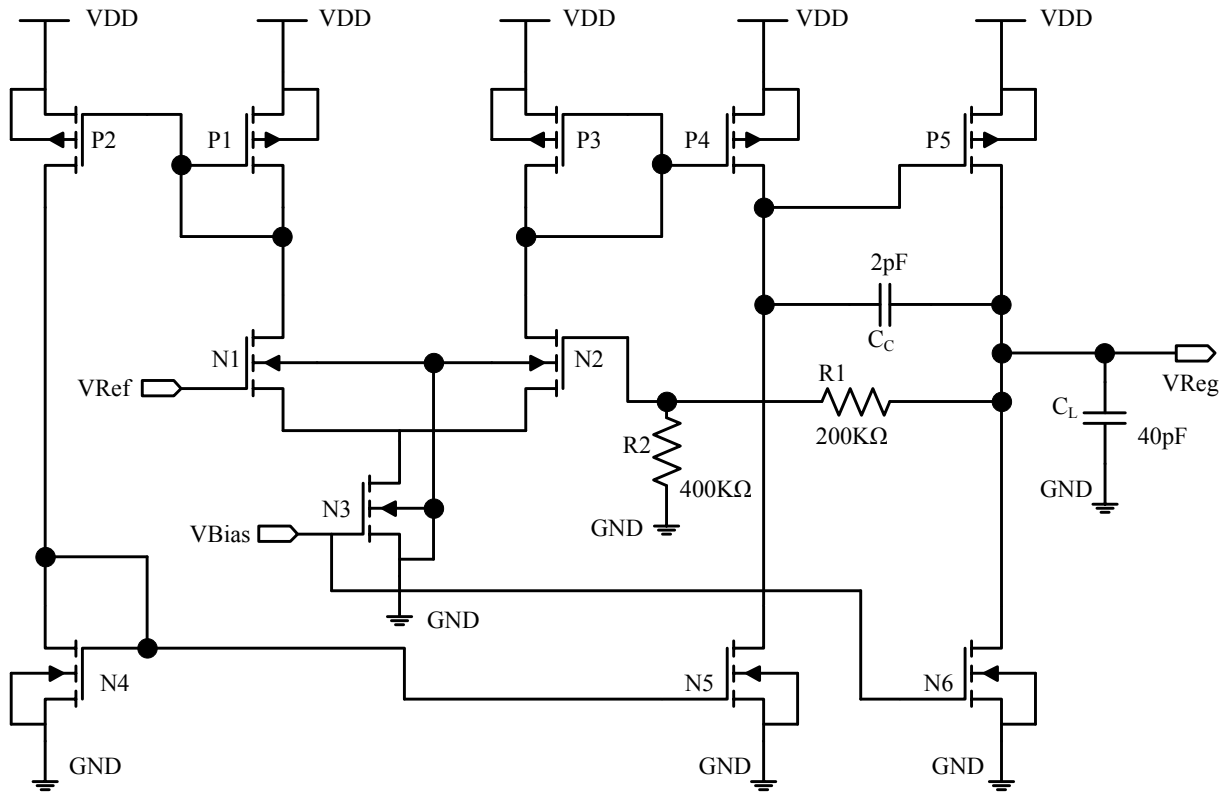 VDD
VDD
VDD
VDD
VDD
P2
P1
P3
P4
P5
2pF
C_C
N1
N2
VRef
R1
200KΩ
VReg
C_L
40pF
R2
400KΩ
GND
GND
N3
VBias
GND
N4
N5
N6
GND
GND
GND